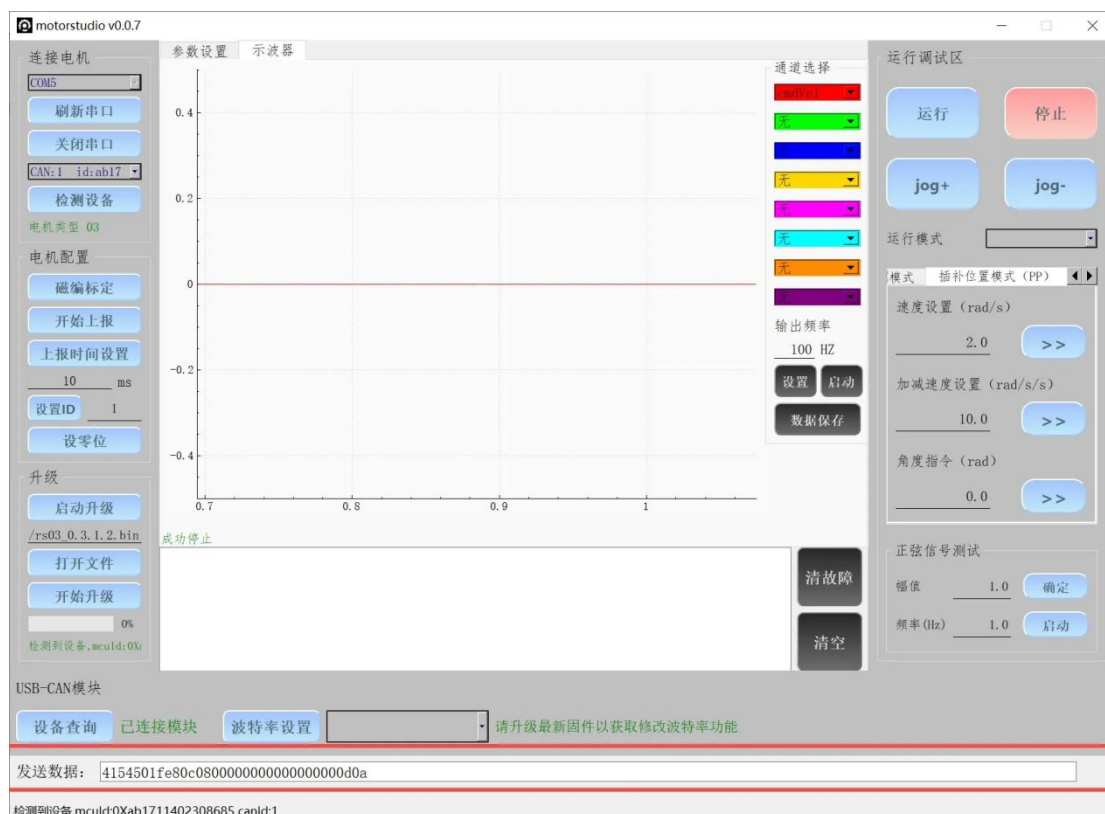 motorstudio v0.0.7
连接电机
COM5
刷新串口
关闭串口
CAN:1 id:ab17
检测设备
电机类型 03
电机配置
磁编标定
开始上报
上报时间设置
10 ms
设置ID 1
设零位
升级
启动升级
/rs03_0.3.1.2.bin
打开文件
开始升级
0%
检测到设备,mcuId:0X
参数设置 示波器
0.4
0.2
0
-0.2
-0.4
0.7 0.8 0.9 1
通道选择
cmdVel
无
无
无
无
无
无
无
输出频率
100 HZ
设置 启动
数据保存
成功停止
清故障
清空
运行调试区
运行 停止
jog+ jog-
运行模式
模式 插补位置模式（PP）
速度设置（rad/s）
2.0 >>
加减速度设置（rad/s/s）
10.0 >>
角度指令（rad）
0.0 >>
正弦信号测试
幅值 1.0 确定
频率(Hz) 1.0 启动
USB-CAN模块
设备查询 已连接模块 波特率设置 请升级最新固件以获取修改波特率功能
发送数据： 4154501fe80c0800000000000000000d0a
检测到设备,mcuId:0Xab1711402308685 canId:1